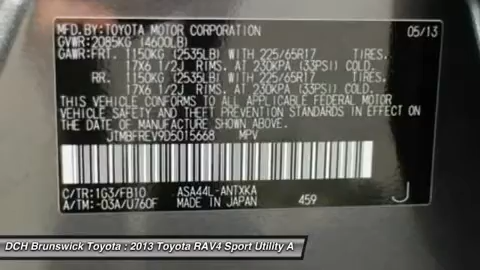 MFD.BY:TOYOTA MOTOR CORPORATION 05/13
GVWR:2085KG (4600LB)
GAWR:FRT. 1150KG (2535LB) WITH 225/65R17 TIRES.
17X6 1/2J RIMS. AT 230KPA (33PSI) COLD.
RR. 1150KG (2535LB) WITH 225/65R17 TIRES.
17X6 1/2J RIMS. AT 230KPA (33PSI) COLD.
THIS VEHICLE CONFORMS TO ALL APPLICABLE FEDERAL MOTOR
VEHICLE SAFETY AND THEFT PREVENTION STANDARDS IN EFFECT ON
THE DATE OF MANUFACTURE SHOWN ABOVE.
JTMBFREV9D5015668 MPV
C/TR:1G3/FB10 ASA44L-ANTXKA
A/TM:-03A/U760F MADE IN JAPAN 459 J
DCH Brunswick Toyota : 2013 Toyota RAV4 Sport Utility A